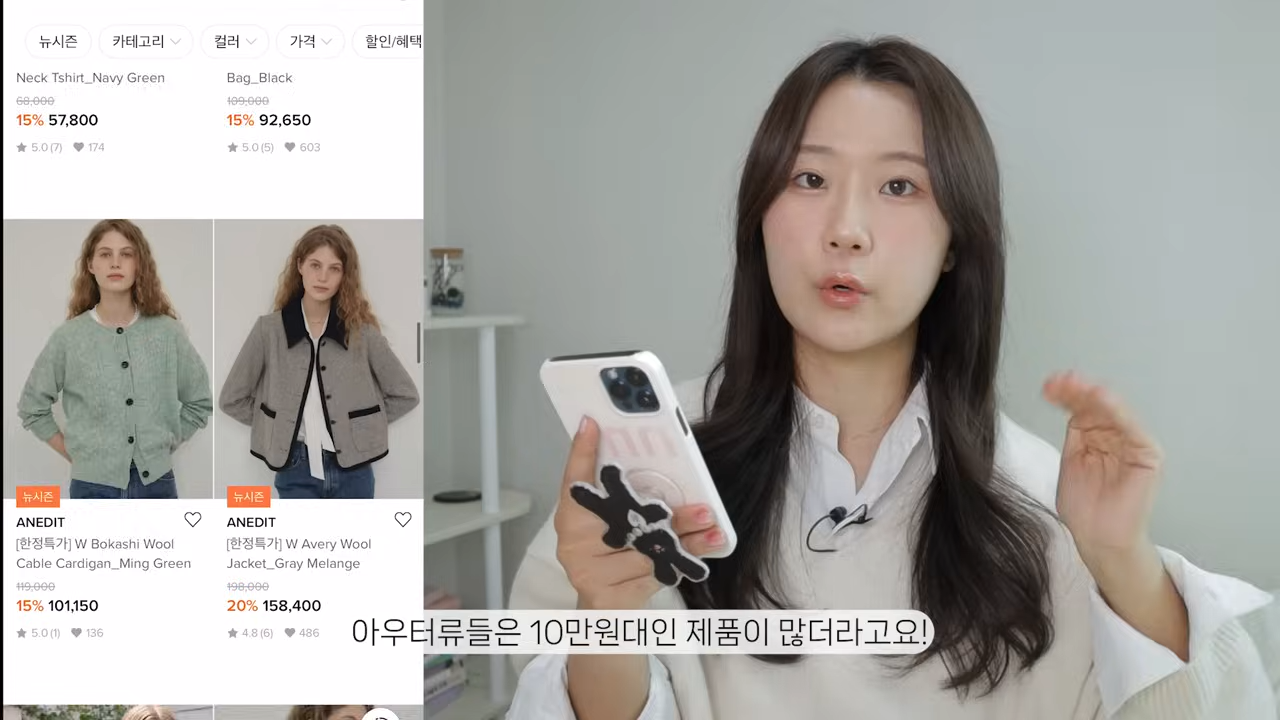 뉴시즌 카테고리 컬러 가격 할인/혜택
Neck Tshirt_Navy Green
68,000
15% 57,800
5.0 (7) 174
Bag_Black
109,000
15% 92,650
5.0 (5) 603
뉴시즌
ANEDIT
[한정특가] W Bokashi Wool
Cable Cardigan_Ming Green
119,000
15% 101,150
5.0 (1) 136
뉴시즌
ANEDIT
[한정특가] W Avery Wool
Jacket_Gray Melange
198,000
20% 158,400
4.8 (6) 486
아우터류들은 10만원대인 제품이 많더라고요!